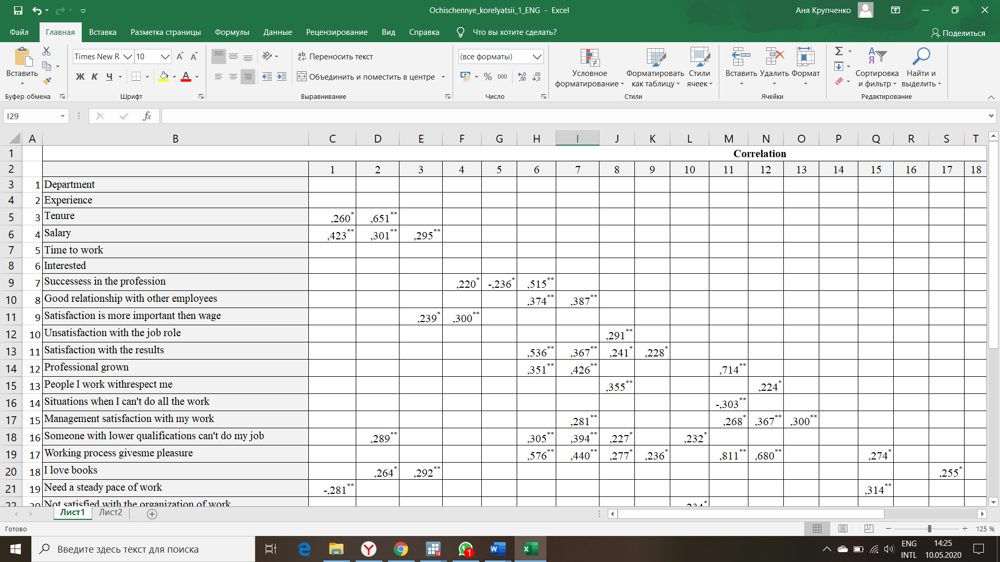 Ochischennye_korelyatsii_1_ENG - Excel
Аня Крупченко
Файл Главная Вставка Разметка страницы Формулы Данные Рецензирование Вид Справка Что вы хотите сделать? Поделиться
Вставить
Times New R 10
Ж К Ч
Переносить текст
Объединить и поместить в центре
(все форматы)
% 000
Условное форматирование
Форматировать как таблицу
Стили ячеек
Вставить Удалить Формат
Сортировка и фильтр
Найти и выделить
Буфер обмена Шрифт Выравнивание Число Стили Ячейки Редактирование
I29 fx
A B C D E F G H I J K L M N O P Q R S T
1 Correlation
2 1 2 3 4 5 6 7 8 9 10 11 12 13 14 15 16 17 18
3 1 Department
4 2 Experience
5 3 Tenure ,260* ,651**
6 4 Salary ,423** ,301** ,295**
7 5 Time to work
8 6 Interested
9 7 Successess in the profession ,220* -,236* ,515**
10 8 Good relationship with other employees ,374** ,387**
11 9 Satisfaction is more important then wage ,239* ,300**
12 10 Unsatisfaction with the job role ,291**
13 11 Satisfaction with the results ,536** ,367** ,241* ,228*
14 12 Professional grown ,351** ,426** ,714**
15 13 People I work withrespect me ,355** ,224*
16 14 Situations when I can't do all the work -,303**
17 15 Management satisfaction with my work ,281** ,268* ,367** ,300**
18 16 Someone with lower qualifications can't do my job ,289** ,305** ,394** ,227* ,232*
19 17 Working process givesme pleasure ,576** ,440** ,277* ,236* ,811** ,680** ,274*
20 18 I love books ,264* ,292** ,255*
21 19 Need a steady pace of work -,281** ,314**
22 20 Not satisfied with the organization of work ,234*
Лист1 Лист2
Готово 125 %
Введите здесь текст для поиска
1
ENG
INTL
14:25
10.05.2020